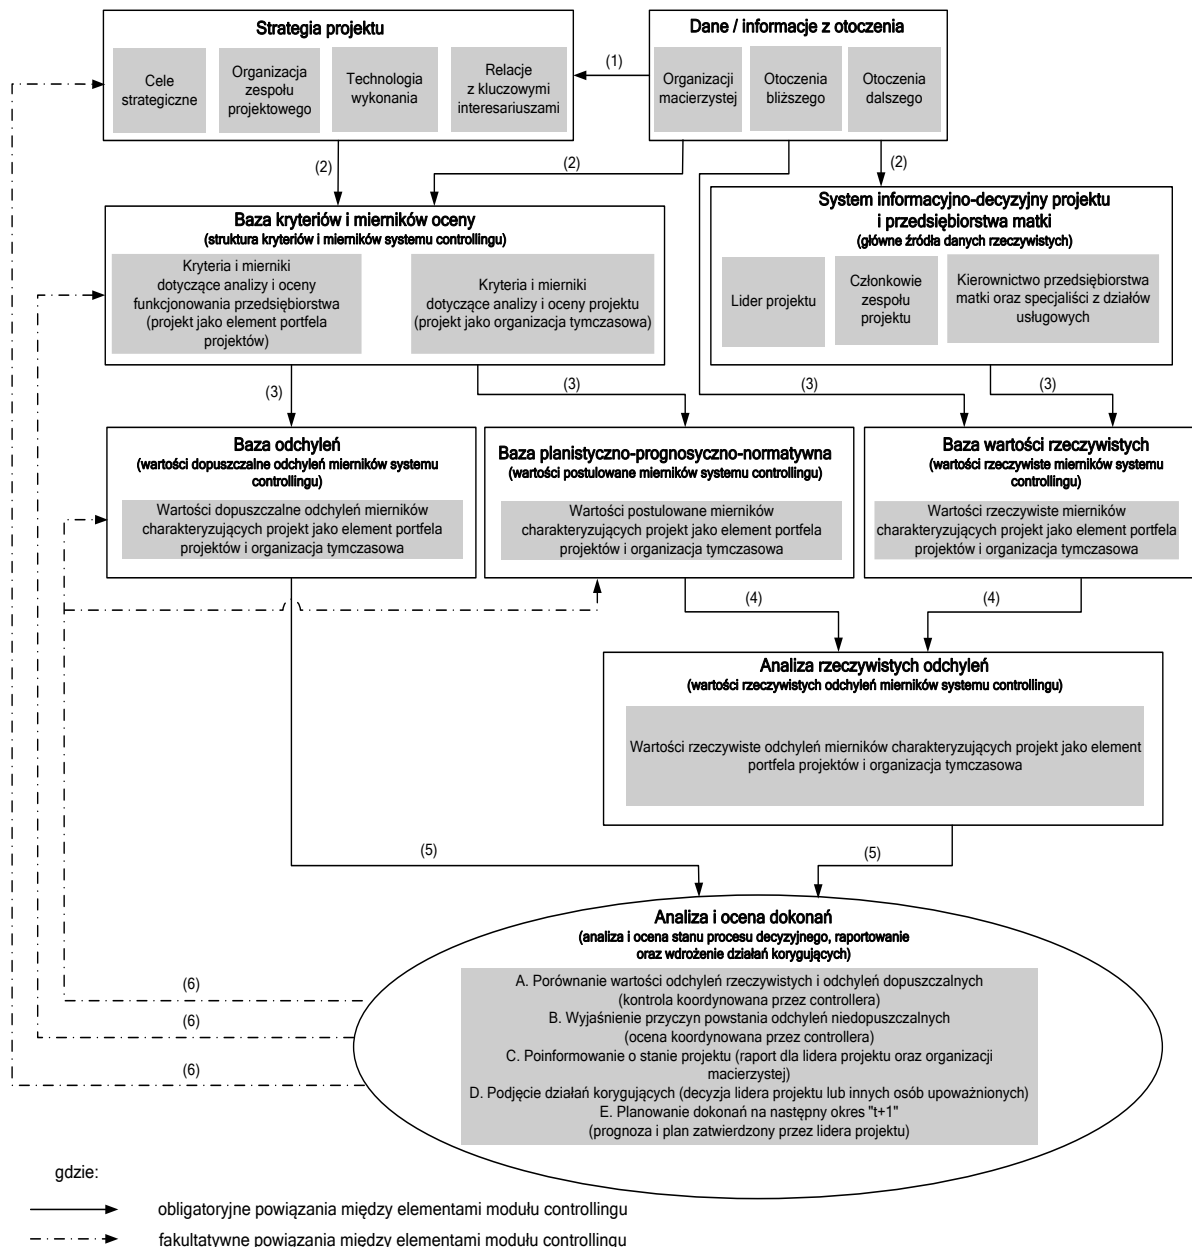 Strategia projektu
Cele
strategiczne
Organizacja
zespołu
projektowego
Technologia
wykonania
Relacje
z kluczowymi
interesariuszami
(1)
Dane / informacje z otoczenia
Organizacji
macierzystej
Otoczenia
bliższego
Otoczenia
dalszego
(2)
(2)
(2)
Baza kryteriów i mierników oceny
(struktura kryteriów i mierników systemu controllingu)
Kryteria i mierniki
dotyczące analizy i oceny
funkcjonowania przedsiębiorstwa
(projekt jako element portfela
projektów)
Kryteria i mierniki
dotyczące analizy i oceny projektu
(projekt jako organizacja tymczasowa)
System informacyjno-decyzyjny projektu
i przedsiębiorstwa matki
(główne źródła danych rzeczywistych)
Lider projektu
Członkowie
zespołu
projektu
Kierownictwo przedsiębiorstwa
matki oraz specjaliści z działów
usługowych
(3)
(3)
(3)
(3)
Baza odchyleń
(wartości dopuszczalne odchyleń mierników systemu
controllingu)
Wartości dopuszczalne odchyleń mierników
charakteryzujących projekt jako element portfela
projektów i organizacja tymczasowa
Baza planistyczno-prognosyczno-normatywna
(wartości postulowane mierników systemu controllingu)
Wartości postulowane mierników
charakteryzujących projekt jako element portfela
projektów i organizacja tymczasowa
Baza wartości rzeczywistych
(wartości rzeczywiste mierników systemu
controllingu)
Wartości rzeczywiste mierników
charakteryzujących projekt jako element portfela
projektów i organizacja tymczasowa
(4)
(4)
Analiza rzeczywistych odchyleń
(wartości rzeczywistych odchyleń mierników systemu controllingu)
Wartości rzeczywiste odchyleń mierników charakteryzujących projekt jako element
portfela projektów i organizacja tymczasowa
(5)
(5)
Analiza i ocena dokonań
(analiza i ocena stanu procesu decyzyjnego, raportowanie
oraz wdrożenie działań korygujących)
A. Porównanie wartości odchyleń rzeczywistych i odchyleń dopuszczalnych
(kontrola koordynowana przez controllera)
B. Wyjaśnienie przyczyn powstania odchyleń niedopuszczalnych
(ocena koordynowana przez controllera)
C. Poinformowanie o stanie projektu (raport dla lidera projektu oraz organizacji
macierzystej)
D. Podjęcie działań korygujących (decyzja lidera projektu lub innych osób upoważnionych)
E. Planowanie dokonań na następny okres "t+1"
(prognoza i plan zatwierdzony przez lidera projektu)
(6)
(6)
(6)
gdzie:
obligatoryjne powiązania między elementami modułu controllingu
fakultatywne powiązania między elementami modułu controllingu